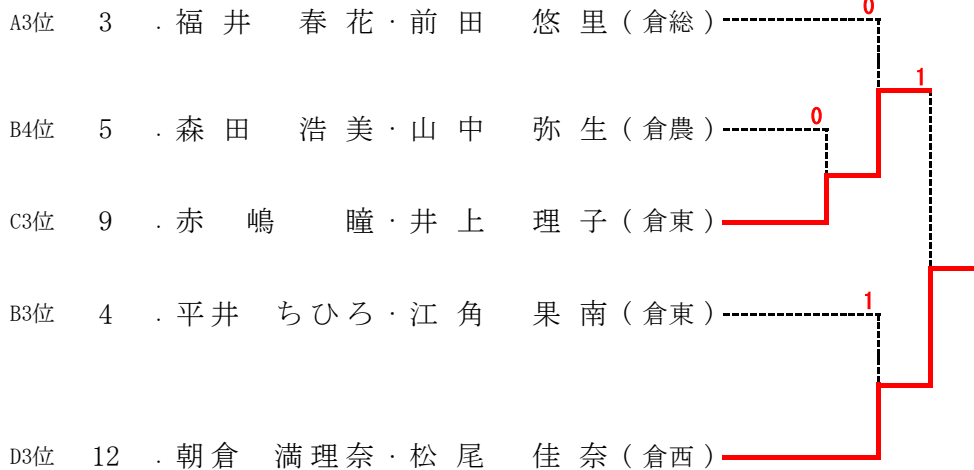 0
A3位 3 .福井 春花・前田 悠里(倉総)
1
0
B4位 5 .森田 浩美・山中 弥生(倉農)
C3位 9 .赤嶋 瞳・井上 理子(倉東)
1
B3位 4 .平井 ちひろ・江角 果南(倉東)
D3位 12 .朝倉 満理奈・松尾 佳奈(倉西)